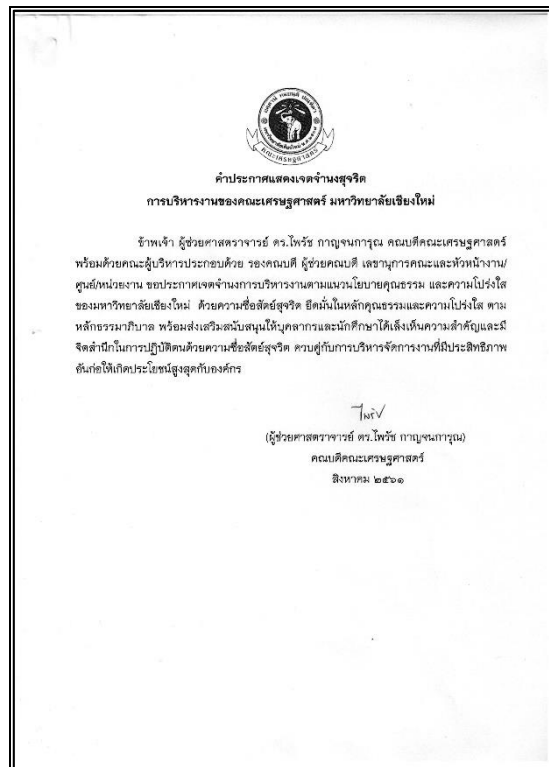 คณะเศรษฐศาสตร์
คำประกาศแสดงเจตจำนงสุจริต
การบริหารงานของคณะเศรษฐศาสตร์ มหาวิทยาลัยเชียงใหม่
ข้าพเจ้า ผู้ช่วยศาสตราจารย์ ดร.ไพรัช กาญจนการุณ คณบดีคณะเศรษฐศาสตร์
พร้อมด้วยคณะผู้บริหารประกอบด้วย รองคณบดี ผู้ช่วยคณบดี เลขานุการคณะและหัวหน้างาน/
ศูนย์/หน่วยงาน ขอประกาศเจตจำนงการบริหารงานตามแนวนโยบายคุณธรรม และความโปร่งใส
ของมหาวิทยาลัยเชียงใหม่ ด้วยความซื่อสัตย์สุจริต ยึดมั่นในหลักคุณธรรมและความโปร่งใส ตาม
หลักธรรมาภิบาล พร้อมส่งเสริมสนับสนุนให้บุคลากรและนักศึกษาได้เล็งเห็นความสำคัญและมี
จิตสำนึกในการปฏิบัติตนด้วยความซื่อสัตย์สุจริต ควบคู่กับการบริหารจัดการงานที่มีประสิทธิภาพ
อันก่อให้เกิดประโยชน์สูงสุดกับองค์กร
ไพรัช
(ผู้ช่วยศาสตราจารย์ ดร.ไพรัช กาญจนการุณ)
คณบดีคณะเศรษฐศาสตร์
สิงหาคม ๒๕๖๑